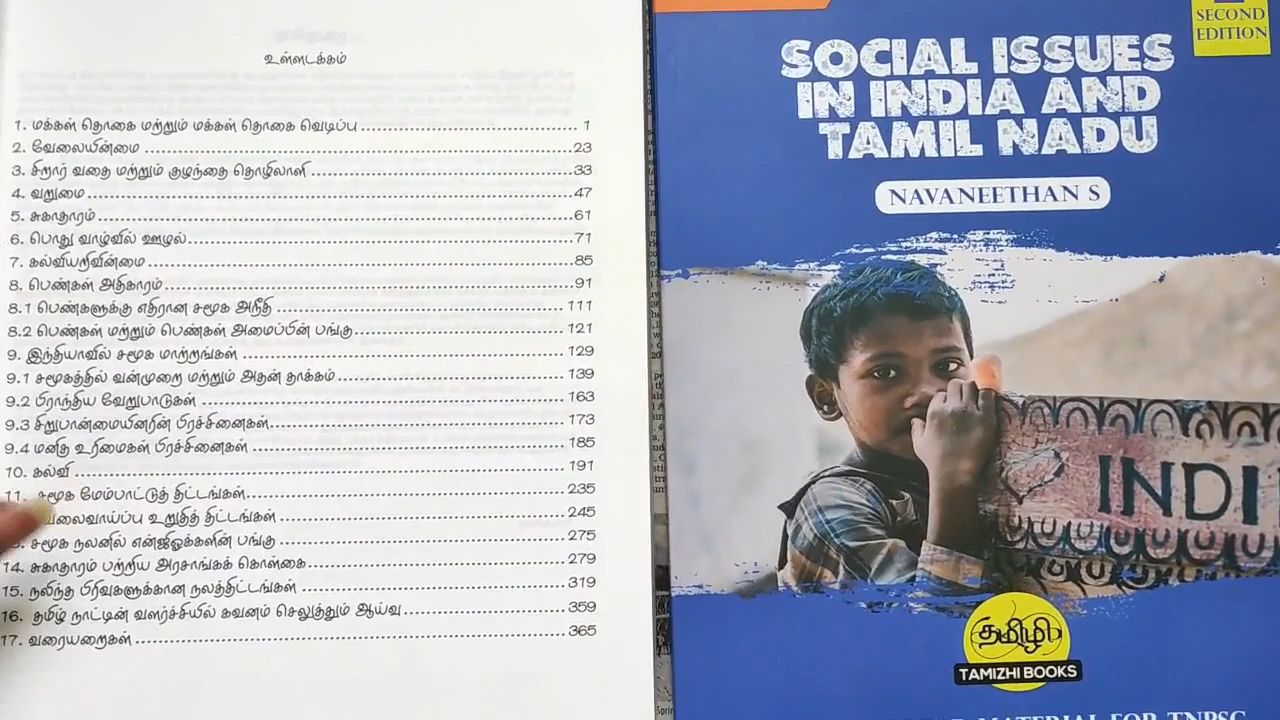 உள்ளடக்கம்
1. மக்கள் தொகை மற்றும் மக்கள் தொகை வெடிப்பு 1
2. வேலையின்மை 23
3. சிறார் வதை மற்றும் குழந்தை தொழிலாளி 33
4. வறுமை 47
5. சுகாதாரம் 61
6. பொது வாழ்வில் ஊழல் 71
7. கல்வியறிவின்மை 85
8. பெண்கள் அதிகாரம் 91
8.1 பெண்களுக்கு எதிரான சமூக அநீதி 111
8.2 பெண்கள் மற்றும் பெண்கள் அமைப்பின் பங்கு 121
9. இந்தியாவில் சமூக மாற்றங்கள் 129
9.1 சமூகத்தில் வன்முறை மற்றும் அதன் தாக்கம் 139
9.2 பிராந்திய வேறுபாடுகள் 163
9.3 சிறுபான்மையினரின் பிரச்சினைகள் 173
9.4 மனித உரிமைகள் பிரச்சினைகள் 185
10. கல்வி 191
11. சமூக மேம்பாட்டுத் திட்டங்கள் 235
உறுதித் திட்டங்கள் 245
சமூக நலனில் என்ஜிஓக்களின் பங்கு 275
14. சுகாதாரம் பற்றிய அரசாங்கக் கொள்கை 279
15. நலிந்த பிரிவுகளுக்கான நலத்திட்டங்கள் 319
16. தமிழ் நாட்டின் வளர்ச்சியில் கவனம் செலுத்தும் ஆய்வு 359
17. வரையறைகள் 365
SECOND
EDITION
SOCIAL ISSUES
IN INDIA AND
TAMIL NADU
NAVANEETHAN S
INDI
தமிழி
TAMIZHI BOOKS
MATERIAL FOR TNPSC